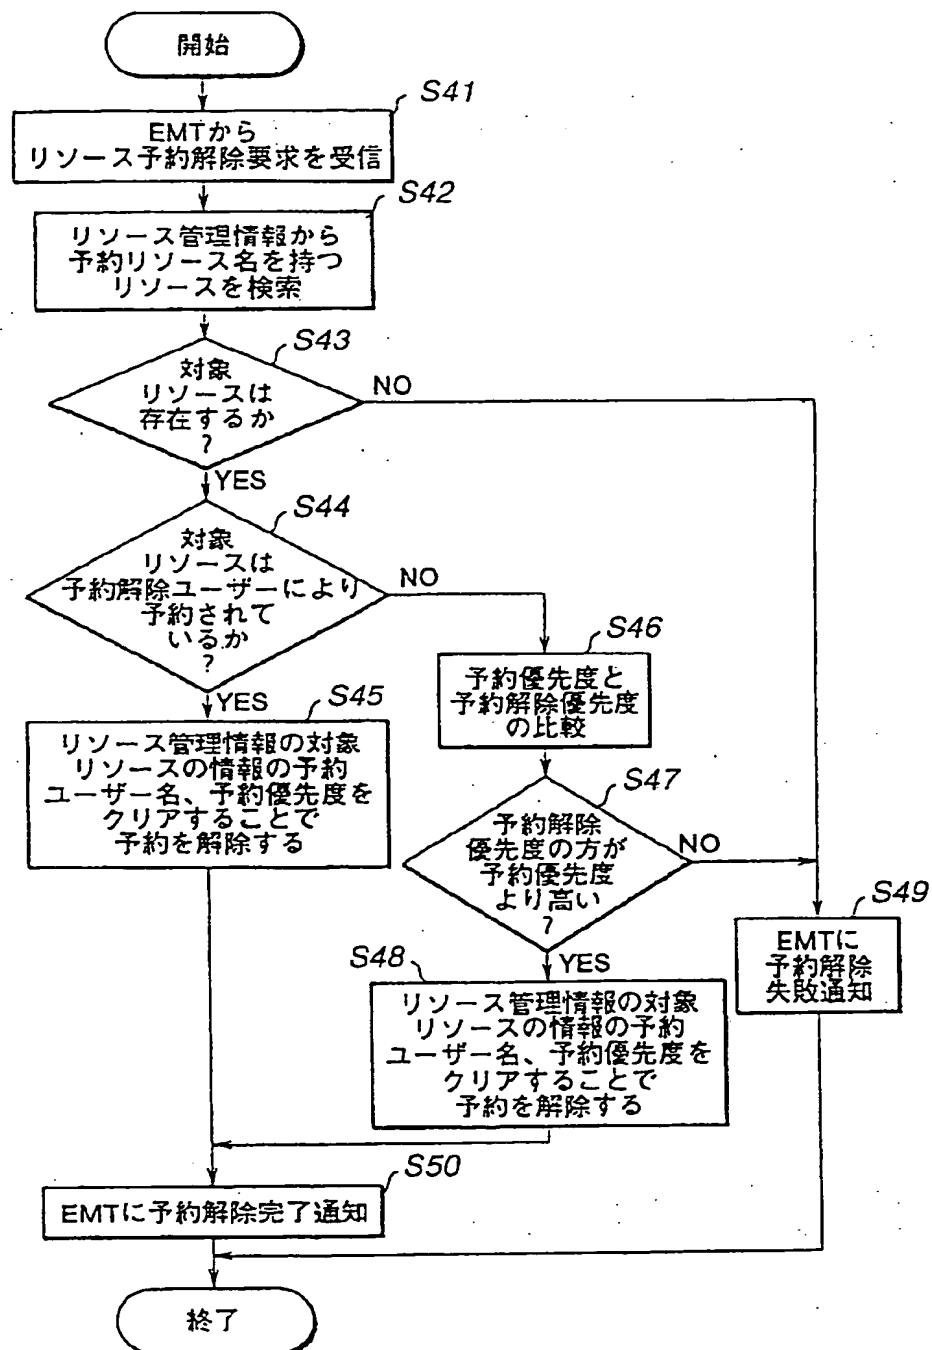 開始
S41
EMTから
リソース予約解除要求を受信
S42
リソース管理情報から
予約リソース名を持つ
リソースを検索
S43
対象
リソースは
存在するか
?
NO
YES
S44
対象
リソースは
予約解除ユーザーにより
予約されて
いるか
?
NO
YES
S45
リソース管理情報の対象
リソースの情報の予約
ユーザー名、予約優先度を
クリアすることで
予約を解除する
S46
予約優先度と
予約解除優先度
の比較
S47
予約解除
優先度の方が
予約優先度
より高い
?
NO
YES
S48
リソース管理情報の対象
リソースの情報の予約
ユーザー名、予約優先度を
クリアすることで
予約を解除する
S49
EMTに
予約解除
失敗通知
S50
EMTに予約解除完了通知
終了